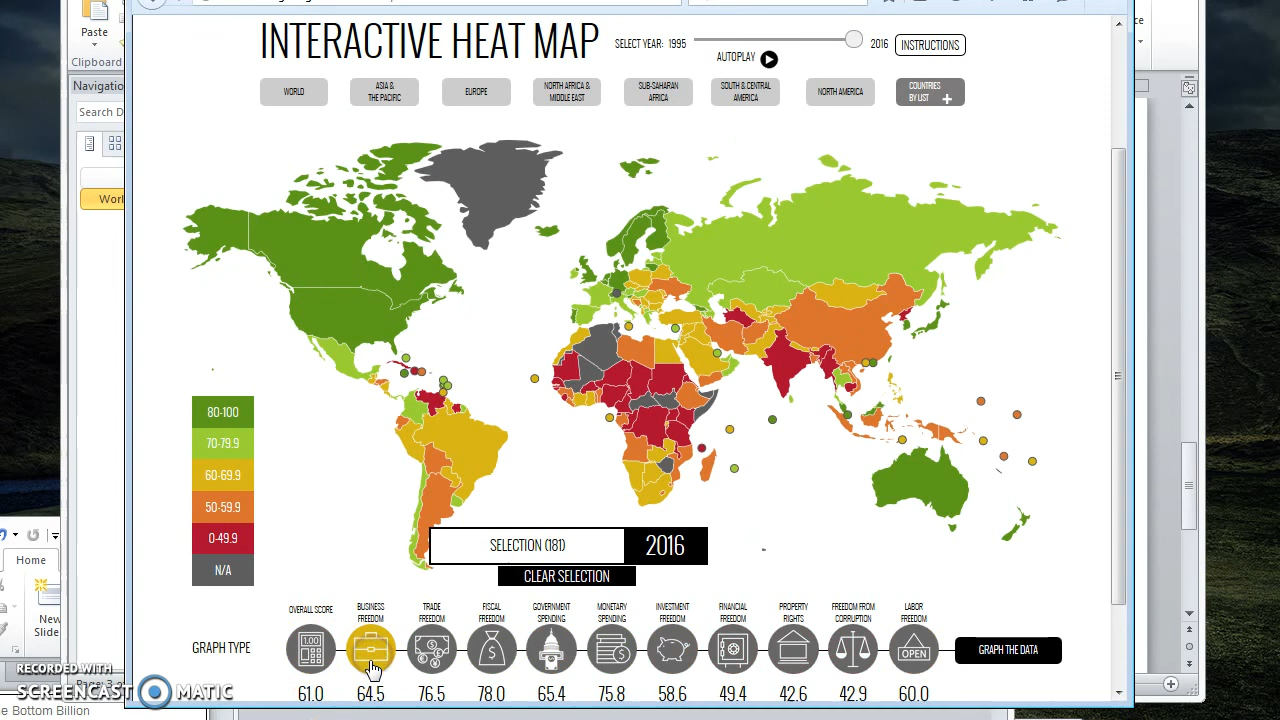 Paste
Clipboard
Navigation
Search D
Worl
Home
New
Slide
he Bottom Billion
RECORDED WITH
SCREENCAST MATIC
INTERACTIVE HEAT MAP
SELECT YEAR: 1995
2016
INSTRUCTIONS
AUTOPLAY
WORLD
ASIA &
THE PACIFIC
EUROPE
NORTH AFRICA &
MIDDLE EAST
SUB-SAHARAN
AFRICA
SOUTH & CENTRAL
AMERICA
NORTH AMERICA
COUNTRIES
BY LIST +
80-100
70-79.9
60-69.9
50-59.9
0-49.9
N/A
SELECTION (181)
2016
CLEAR SELECTION
GRAPH TYPE
OVERALL SCORE
1.00
61.0
BUSINESS
FREEDOM
64.5
TRADE
FREEDOM
76.5
FISCAL
FREEDOM
$
78.0
GOVERNMENT
SPENDING
65.4
MONETARY
SPENDING
75.8
INVESTMENT
FREEDOM
58.6
FINANCIAL
FREEDOM
49.4
PROPERTY
RIGHTS
42.6
FREEDOM FROM
CORRUPTION
42.9
LABOR
FREEDOM
OPEN
60.0
GRAPH THE DATA